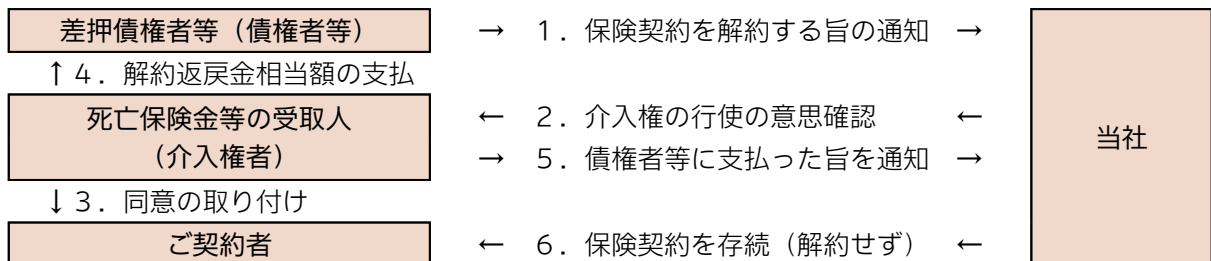 差押債権者等（債権者等） → １．保険契約を解約する旨の通知 →
↑４．解約返戻金相当額の支払
死亡保険金等の受取人 ← ２．介入権の行使の意思確認 ←
当社
（介入権者） → ５．債権者等に支払った旨を通知 →
↓３．同意の取り付け
ご契約者 ← ６．保険契約を存続（解約せず） ←